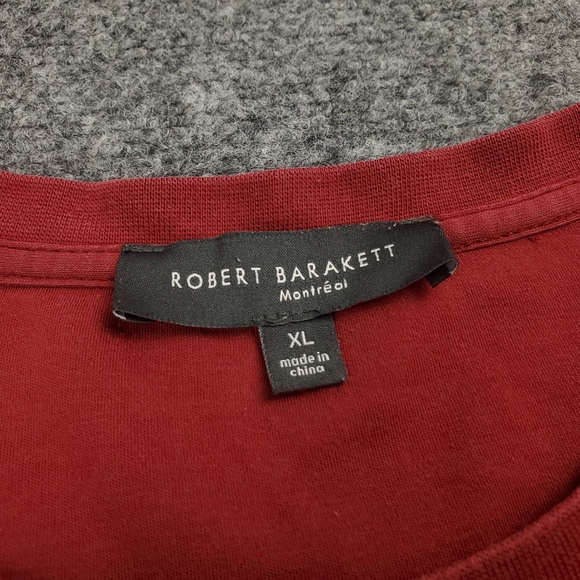 ROBERT BARAKETT
Montréal
XL
made in
china